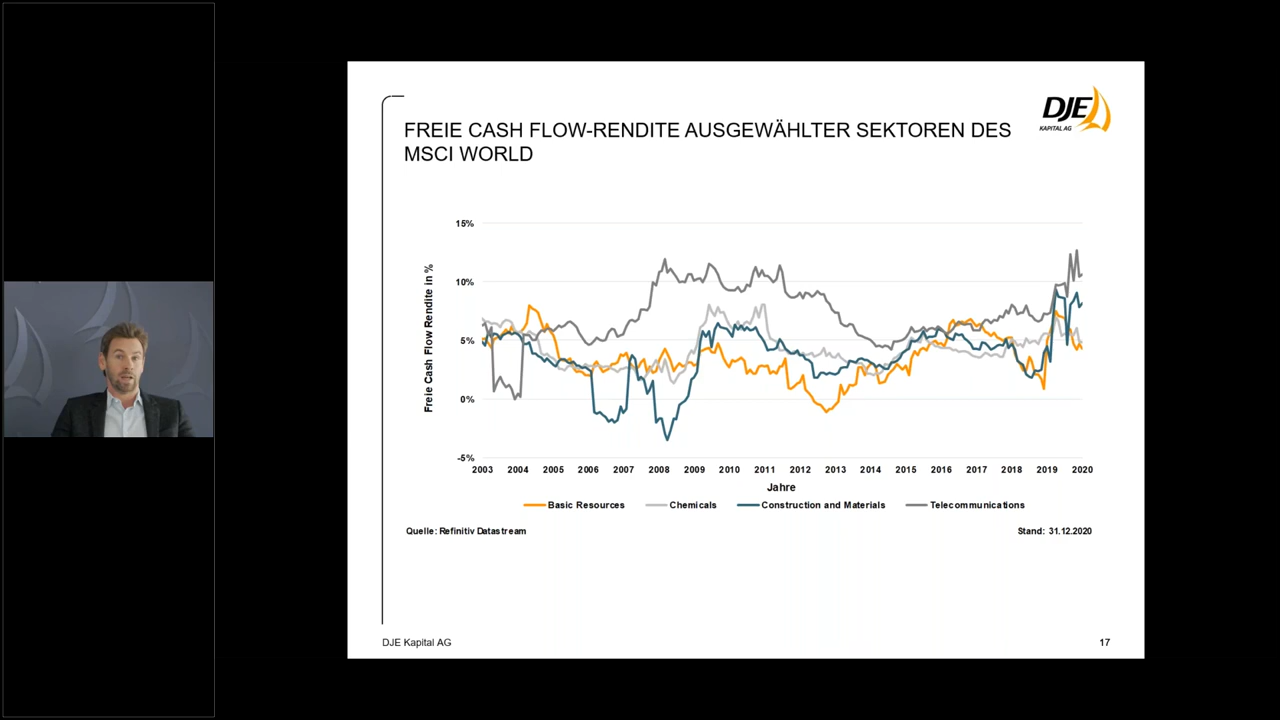 DJE
KAPITAL AG
FREIE CASH FLOW-RENDITE AUSGEWÄHLTER SEKTOREN DES
MSCI WORLD
Freie Cash Flow Rendite in %
15%
10%
5%
0%
-5%
2003 2004 2005 2006 2007 2008 2009 2010 2011 2012 2013 2014 2015 2016 2017 2018 2019 2020
Jahre
Basic Resources Chemicals Construction and Materials Telecommunications
Quelle: Refinitiv Datastream Stand: 31.12.2020
DJE Kapital AG 17